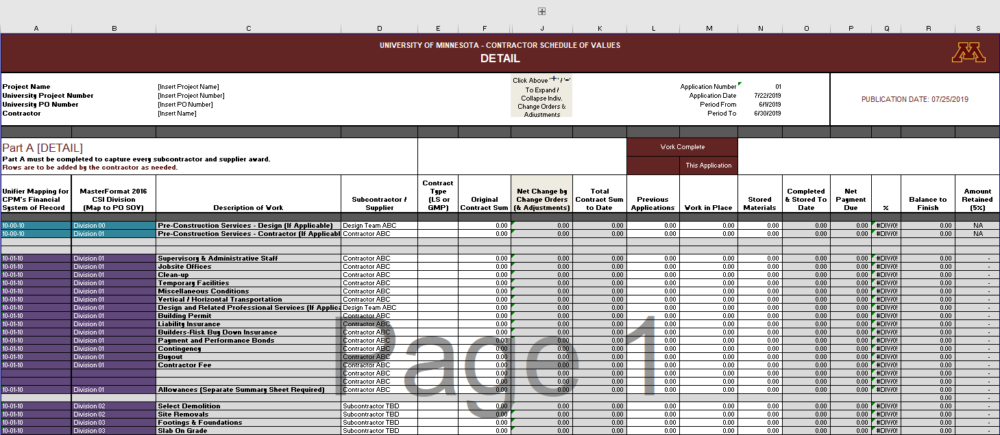 A B C D E F J K L M N O P Q R S
UNIVERSITY OF MINNESOTA - CONTRACTOR SCHEDULE OF VALUES
DETAIL
M
Project Name [Insert Project Name]
University Project Number [Insert Project Number]
University PO Number [Insert PO Number]
Contractor [Insert Name]
Click Above '+' / '-'
To Expand /
Collapse Indiv.
Change Orders &
Adjustments
Application Number 01
Application Date 7/22/2019
Period From 6/1/2019
Period To 6/30/2019
PUBLICATION DATE: 07/25/2019
Part A [DETAIL]
Part A must be completed to capture every subcontractor and supplier award.
Rows are to be added by the contractor as needed.
Work Complete
This Application
Unifier Mapping for
CPM's Financial
System of Record
MasterFormat 2016
CSI Division
(Map to PO SOV)
Description of Work
Subcontractor /
Supplier
Contract
Type
(LS or
GMP)
Original
Contract Sum
Net Change by
Change Orders
(& Adjustments)
Total
Contract Sum
to Date
Previous
Applications
Work in Place
Stored
Materials
Completed
& Stored To
Date
Net
Payment
Due
%
Balance to
Finish
Amount
Retained
(5%)
10-00-10 Division 00 Pre-Construction Services - Design (If Applicable) Design Team ABC 0.00 0.00 0.00 0.00 0.00 0.00 0.00 0.00 #DIV/0! 0.00 NA
10-00-10 Division 01 Pre-Construction Services - Contractor (If Applicabl Contractor ABC 0.00 0.00 0.00 0.00 0.00 0.00 0.00 0.00 #DIV/0! 0.00 NA
10-01-10 Division 01 Supervisory & Administrative Staff Contractor ABC 0.00 0.00 0.00 0.00 0.00 0.00 0.00 0.00 #DIV/0! 0.00 -
10-01-10 Division 01 Jobsite Offices Contractor ABC 0.00 0.00 0.00 0.00 0.00 0.00 0.00 0.00 #DIV/0! 0.00 -
10-01-10 Division 01 Clean-up Contractor ABC 0.00 0.00 0.00 0.00 0.00 0.00 0.00 0.00 #DIV/0! 0.00 -
10-01-10 Division 01 Temporary Facilities Contractor ABC 0.00 0.00 0.00 0.00 0.00 0.00 0.00 0.00 #DIV/0! 0.00 -
10-01-10 Division 01 Miscellaneous Conditions Contractor ABC 0.00 0.00 0.00 0.00 0.00 0.00 0.00 0.00 #DIV/0! 0.00 -
10-01-10 Division 01 Vertical / Horizontal Transportation Contractor ABC 0.00 0.00 0.00 0.00 0.00 0.00 0.00 0.00 #DIV/0! 0.00 -
10-01-10 Division 01 Design and Related Professional Services (If Applica Design Team ABC 0.00 0.00 0.00 0.00 0.00 0.00 0.00 0.00 #DIV/0! 0.00 -
10-01-10 Division 01 Building Permit Contractor ABC 0.00 0.00 0.00 0.00 0.00 0.00 0.00 0.00 #DIV/0! 0.00 -
10-01-10 Division 01 Liability Insurance Contractor ABC 0.00 0.00 0.00 0.00 0.00 0.00 0.00 0.00 #DIV/0! 0.00 -
10-01-10 Division 01 Builders-Risk Buy Down Insurance Contractor ABC 0.00 0.00 0.00 0.00 0.00 0.00 0.00 0.00 #DIV/0! 0.00 -
10-01-10 Division 01 Payment and Performance Bonds Contractor ABC 0.00 0.00 0.00 0.00 0.00 0.00 0.00 0.00 #DIV/0! 0.00 -
10-01-10 Division 01 Contingency Contractor ABC 0.00 0.00 0.00 0.00 0.00 0.00 0.00 0.00 #DIV/0! 0.00 -
10-01-10 Division 01 Buyout Contractor ABC 0.00 0.00 0.00 0.00 0.00 0.00 0.00 0.00 #DIV/0! 0.00 -
10-01-10 Division 01 Contractor Fee Contractor ABC 0.00 0.00 0.00 0.00 0.00 0.00 0.00 0.00 #DIV/0! 0.00 -
Contractor ABC 0.00 0.00 0.00 0.00 0.00 0.00 0.00 0.00 #DIV/0! 0.00 -
Contractor ABC 0.00 0.00 0.00 0.00 0.00 0.00 0.00 0.00 #DIV/0! 0.00 -
10-01-10 Division 01 Allowances (Separate Summary Sheet Required) Contractor ABC 0.00 0.00 0.00 0.00 0.00 0.00 0.00 0.00 #DIV/0! 0.00 -
0.00 -
10-01-10 Division 02 Select Demolition Subcontractor TBD 0.00 0.00 0.00 0.00 0.00 0.00 0.00 0.00 #DIV/0! 0.00 -
10-01-10 Division 02 Site Removals Subcontractor TBD 0.00 0.00 0.00 0.00 0.00 0.00 0.00 0.00 #DIV/0! 0.00 -
10-01-10 Division 03 Footings & Foundations Subcontractor TBD 0.00 0.00 0.00 0.00 0.00 0.00 0.00 0.00 #DIV/0! 0.00 -
10-01-10 Division 03 Slab On Grade Subcontractor TBD 0.00 0.00 0.00 0.00 0.00 0.00 0.00 0.00 #DIV/0! 0.00 -
Page 1